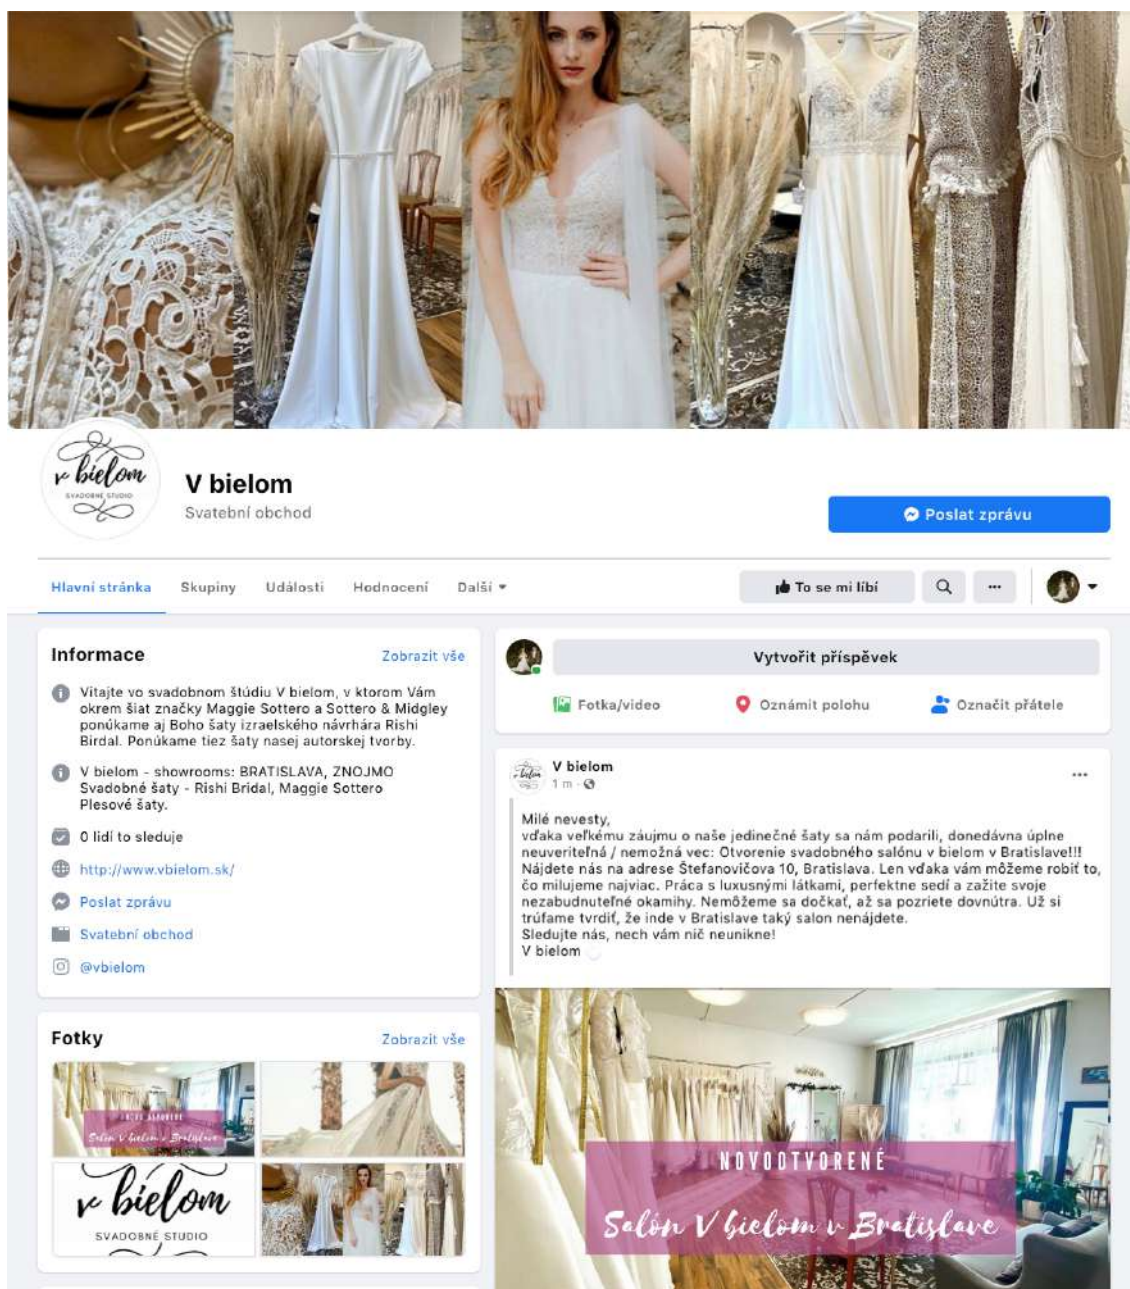 v bielom
SVADOBNÉ STUDIO
V bielom
Svatební obchod
Poslat zprávu
Hlavní stránka
Skupiny
Události
Hodnocení
Další
To se mi líbí
Informace
Zobrazit vše
Vitajte vo svadobnom štúdiu V bielom, v ktorom Vám
okrem šiat značky Maggie Sottero a Sottero & Midgley
ponúkame aj Boho šaty izraelského návrhára Rishi
Birdal. Ponúkame tiez šaty nasej autorskej tvorby.
V bielom - showrooms: BRATISLAVA, ZNOJMO
Svadobné šaty - Rishi Bridal, Maggie Sottero
Plesové šaty.
0 lidí to sleduje
http://www.vbielom.sk/
Poslat zprávu
Svatební obchod
@vbielom
Fotky
Zobrazit vše
Salón V bielom v Bratislave
v bielom
SVADOBNÉ STUDIO
Vytvořit příspěvek
Fotka/video
Oznámit polohu
Označit přátele
V bielom
1 m
Milé nevesty,
vďaka veľkému záujmu o naše jedinečné šaty sa nám podarili, donedávna úplne
neuveriteľná / nemožná vec: Otvorenie svadobného salónu v bielom v Bratislave!!!
Nájdete nás na adrese Štefanovičova 10, Bratislava. Len vďaka vám môžeme robiť to,
čo milujeme najviac. Práca s luxusnými látkami, perfektne sedí a zažite svoje
nezabudnuteľné okamihy. Nemôžeme sa dočkať, až sa pozriete dovnútra. Už si
trúfame tvrdiť, že inde v Bratislave taký salon nenájdete.
Sledujte nás, nech vám nič neunikne!
V bielom
NOVOOTVORENÉ
Salón V bielom v Bratislave